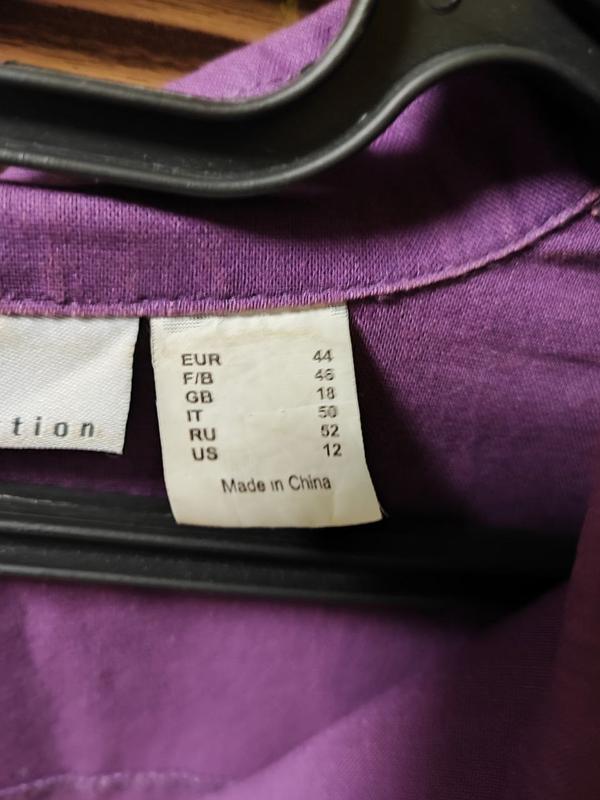 tion
EUR 44
F/B 46
GB 18
IT 50
RU 52
US 12
Made in China